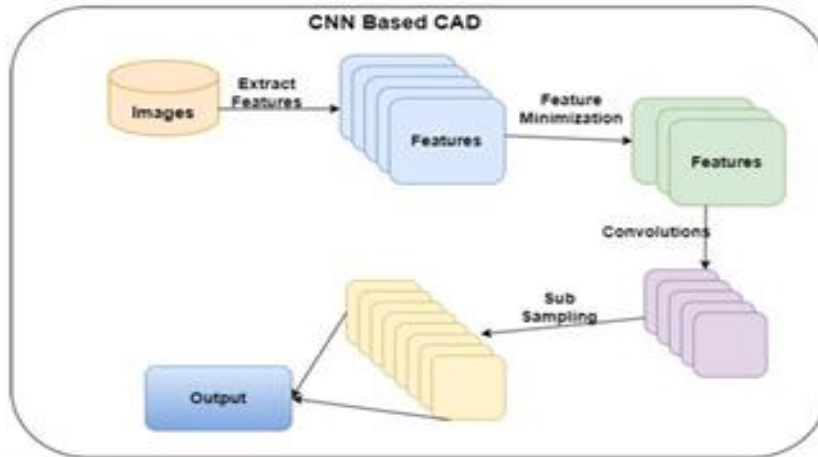 CNN Based CAD
Images
Extract
Features
Features
Feature
Minimization
Features
Convolutions
Sub
Sampling
Output